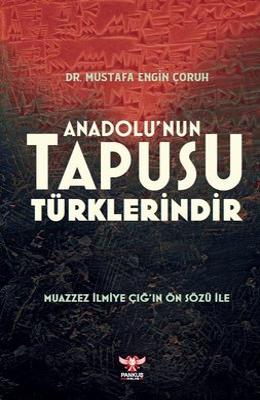 DR. MUSTAFA ENGİN ÇORUH
ANADOLU'NUN
TAPUSU
TÜRKLERİNDİR
MUAZZEZ İLMİYE ÇIĞ'IN ÖN SÖZÜ İLE
PANKUŞ